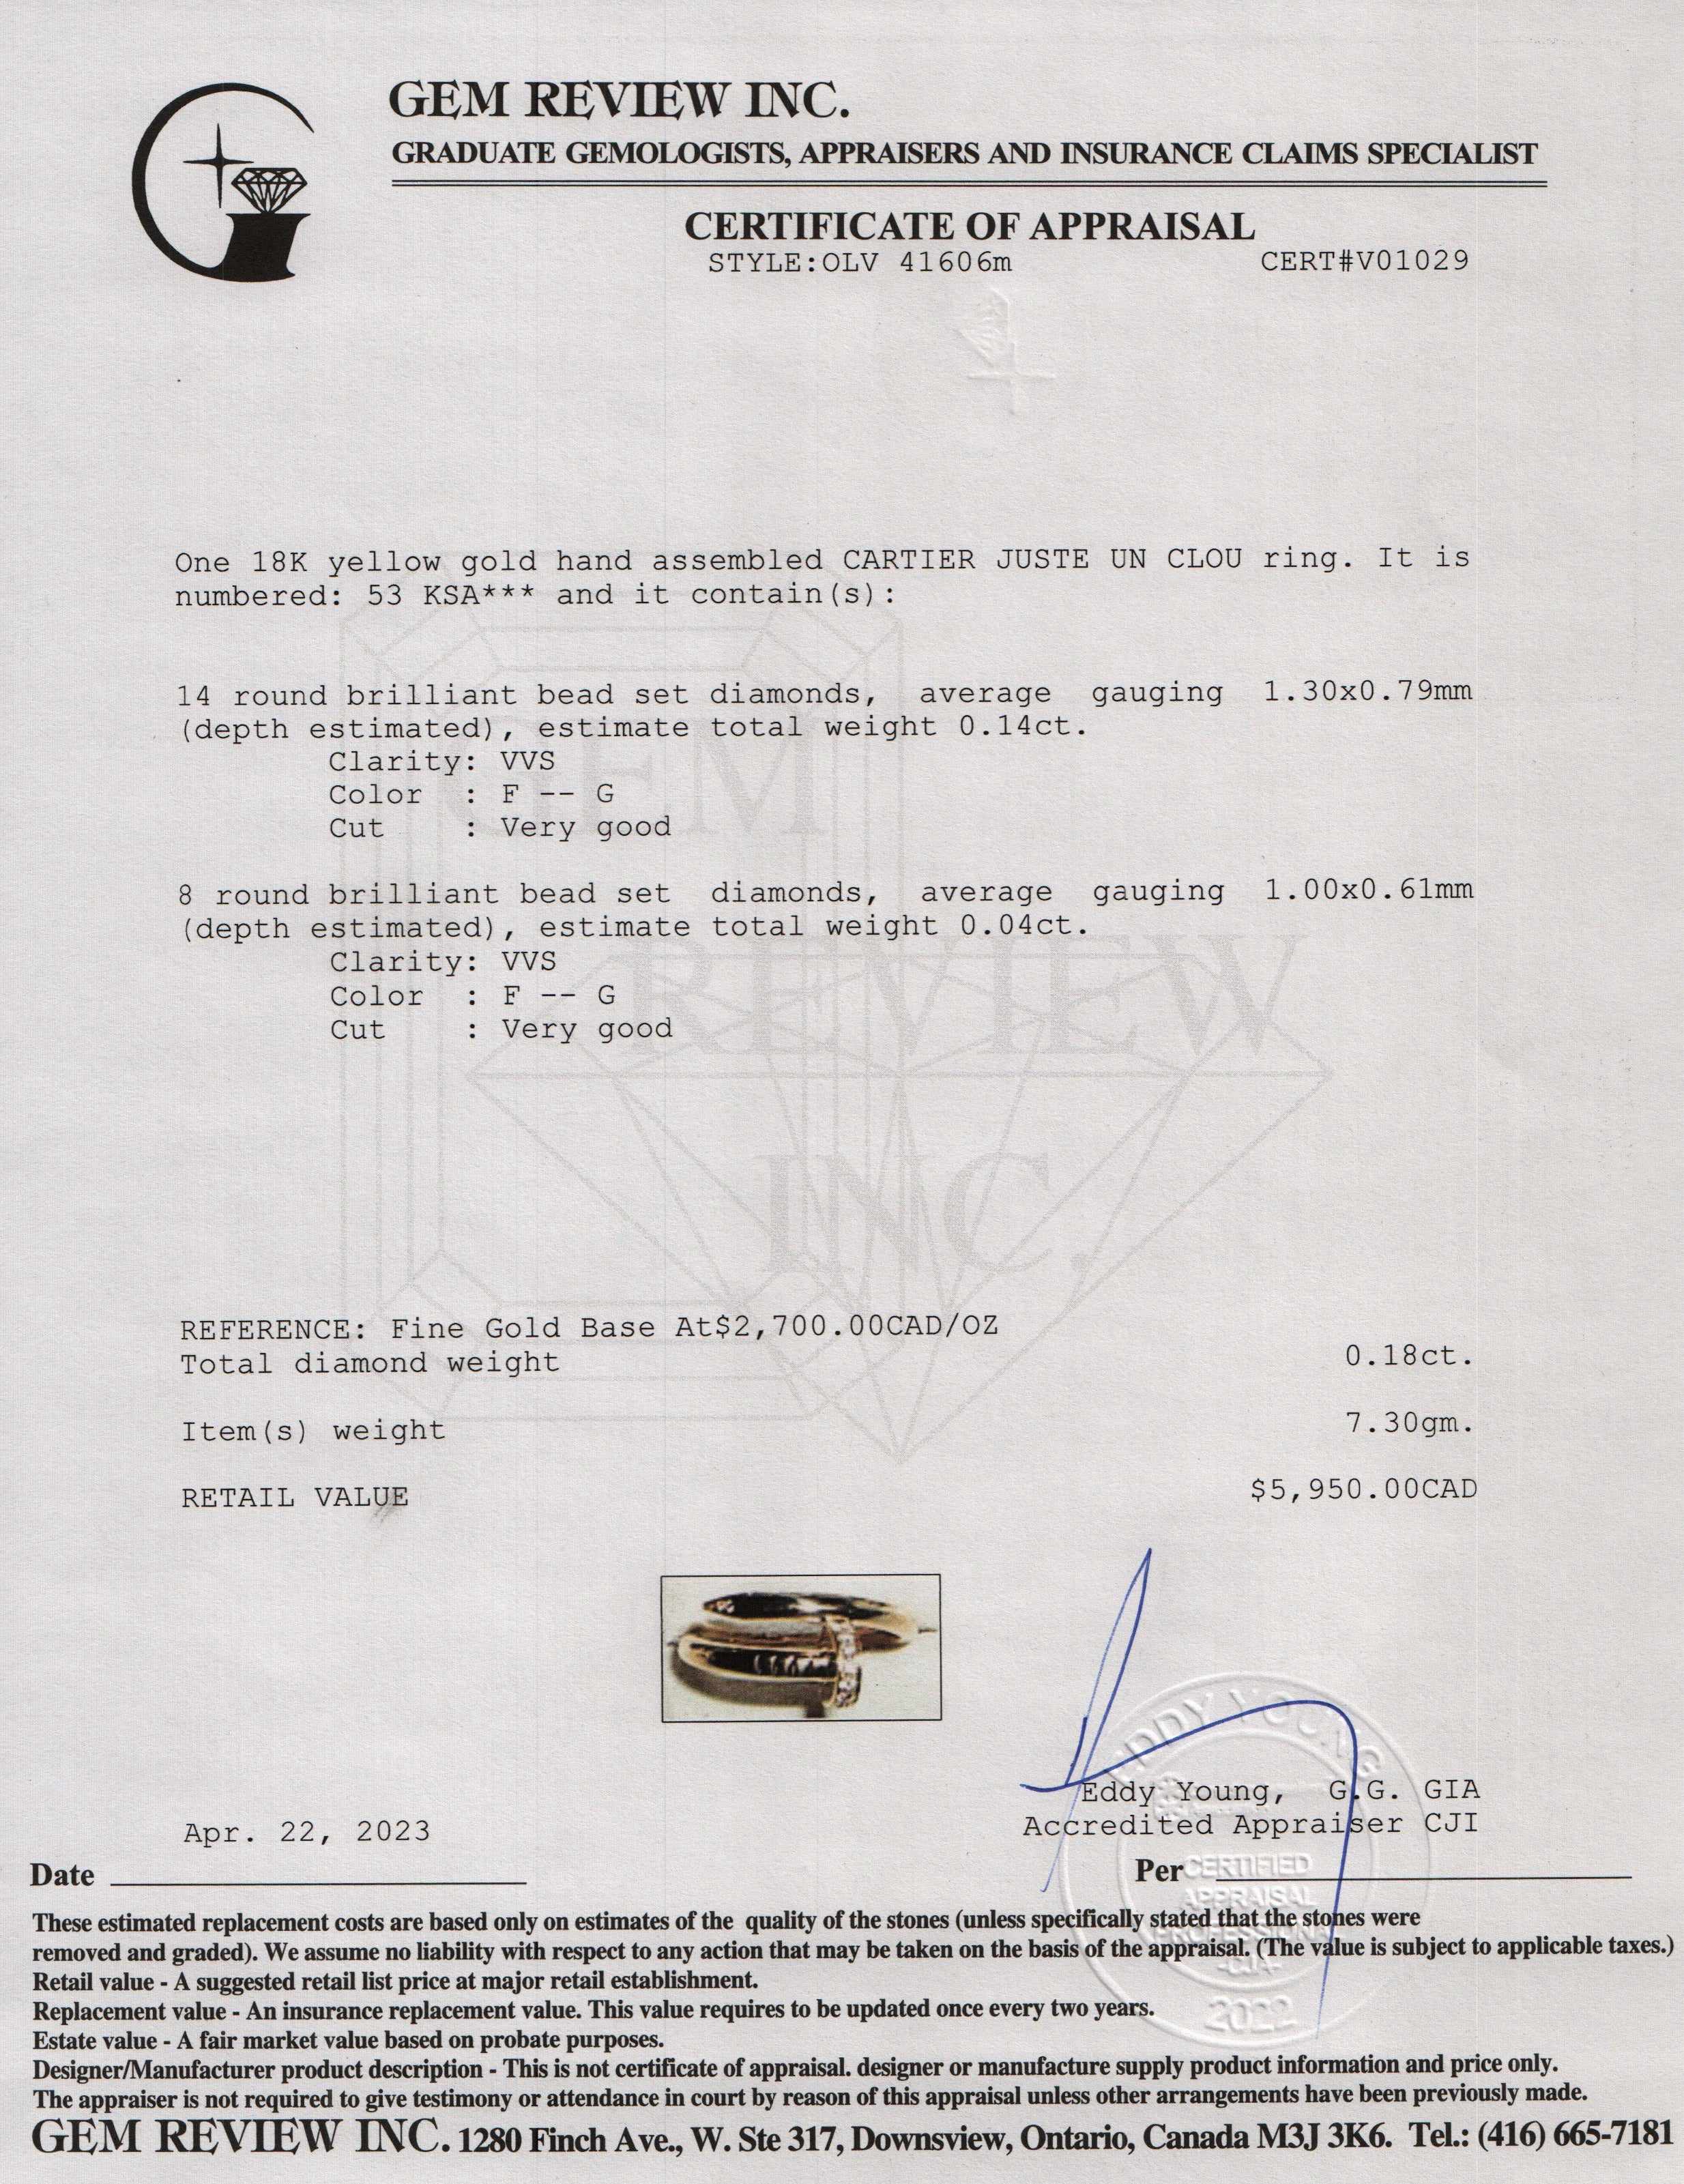 GEM REVIEW INC.
GRADUATE GEMOLOGISTS, APPRAISERS AND INSURANCE CLAIMS SPECIALIST
CERTIFICATE OF APPRAISAL
STYLE:OLV 41606m CERT#V01029
One 18K yellow gold hand assembled CARTIER JUSTE UN CLOU ring. It is
numbered: 53 KSA*** and it contain(s):
14 round brilliant bead set diamonds, average gauging 1.30x0.79mm
(depth estimated), estimate total weight 0.14ct.
Clarity: VVS
Color : F -- G
Cut : Very good
8 round brilliant bead set diamonds, average gauging 1.00x0.61mm
(depth estimated), estimate total weight 0.04ct.
Clarity: VVS
Color : F -- G
Cut : Very good
GEM
REVIEW
INC.
REFERENCE: Fine Gold Base At$2,700.00CAD/OZ
Total diamond weight 0.18ct.
Item(s) weight 7.30gm.
RETAIL VALUE $5,950.00CAD
EDDY YOUNG
Eddy Young, G.G. GIA
Accredited Appraiser CJI
Apr. 22, 2023
Date Per
CERTIFIED
APPRAISAL
PROFESSIONAL
-CJA-
2022
These estimated replacement costs are based only on estimates of the quality of the stones (unless specifically stated that the stones were
removed and graded). We assume no liability with respect to any action that may be taken on the basis of the appraisal. (The value is subject to applicable taxes.)
Retail value - A suggested retail list price at major retail establishment.
Replacement value - An insurance replacement value. This value requires to be updated once every two years.
Estate value - A fair market value based on probate purposes.
Designer/Manufacturer product description - This is not certificate of appraisal. designer or manufacture supply product information and price only.
The appraiser is not required to give testimony or attendance in court by reason of this appraisal unless other arrangements have been previously made.
GEM REVIEW INC. 1280 Finch Ave., W. Ste 317, Downsview, Ontario, Canada M3J 3K6. Tel.: (416) 665-7181